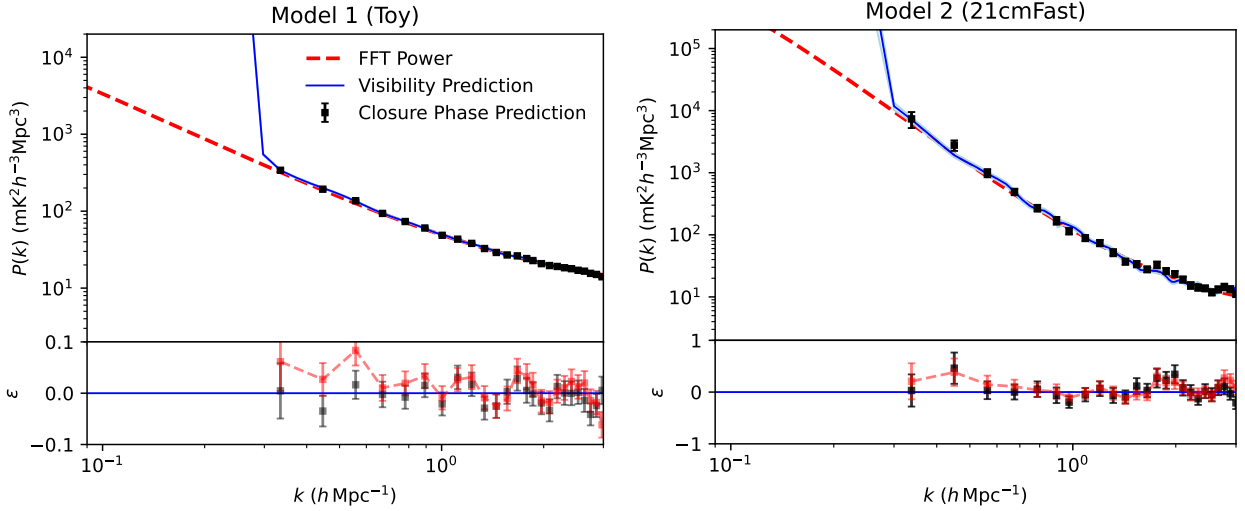 Model 1 (Toy)
10⁴
10³
10²
10¹
P(k) (mK²h⁻³Mpc³)
FFT Power
Visibility Prediction
Closure Phase Prediction
0.1
0.0
−0.1
ε
10⁻¹
10⁰
k (h Mpc⁻¹)
Model 2 (21cmFast)
10⁵
10⁴
10³
10²
10¹
P(k) (mK²h⁻³Mpc³)
1
0
−1
ε
10⁻¹
10⁰
k (h Mpc⁻¹)